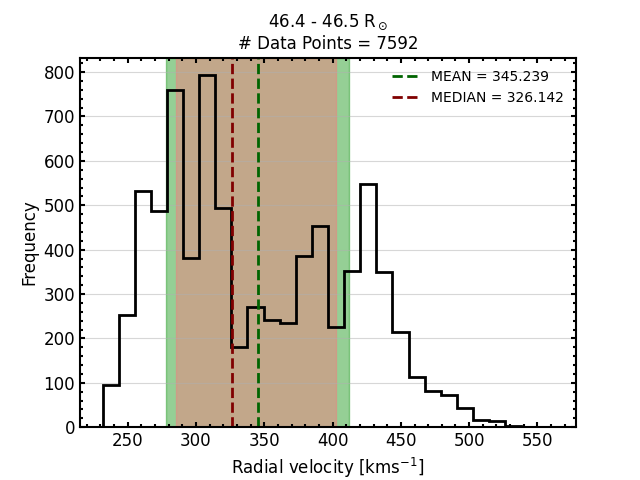 46.4 - 46.5 R⊙
# Data Points = 7592
MEAN = 345.239
MEDIAN = 326.142
800
700
600
500
400
300
200
100
0
Frequency
250 300 350 400 450 500 550
Radial velocity [kms⁻¹]